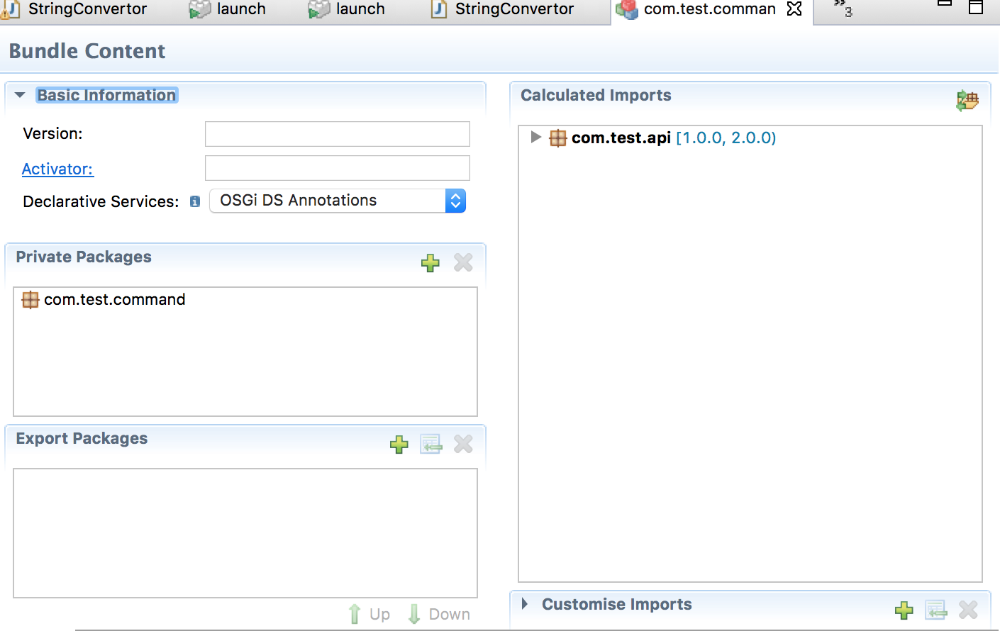 StringConvertor launch launch StringConvertor com.test.comman 3
Bundle Content
Basic Information
Version:
Activator:
Declarative Services: OSGi DS Annotations
Private Packages
com.test.command
Export Packages
Up Down
Calculated Imports
com.test.api [1.0.0, 2.0.0)
Customise Imports